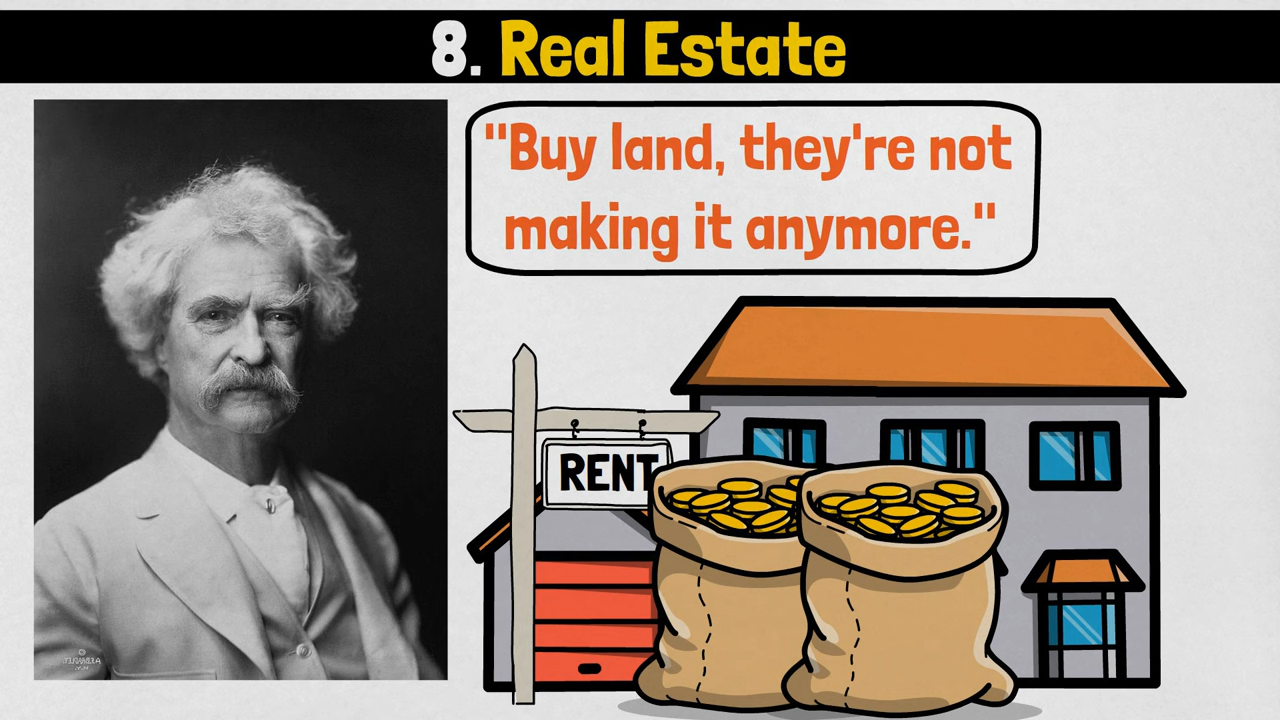 8. Real Estate
"Buy land, they're not
making it anymore."
RENT